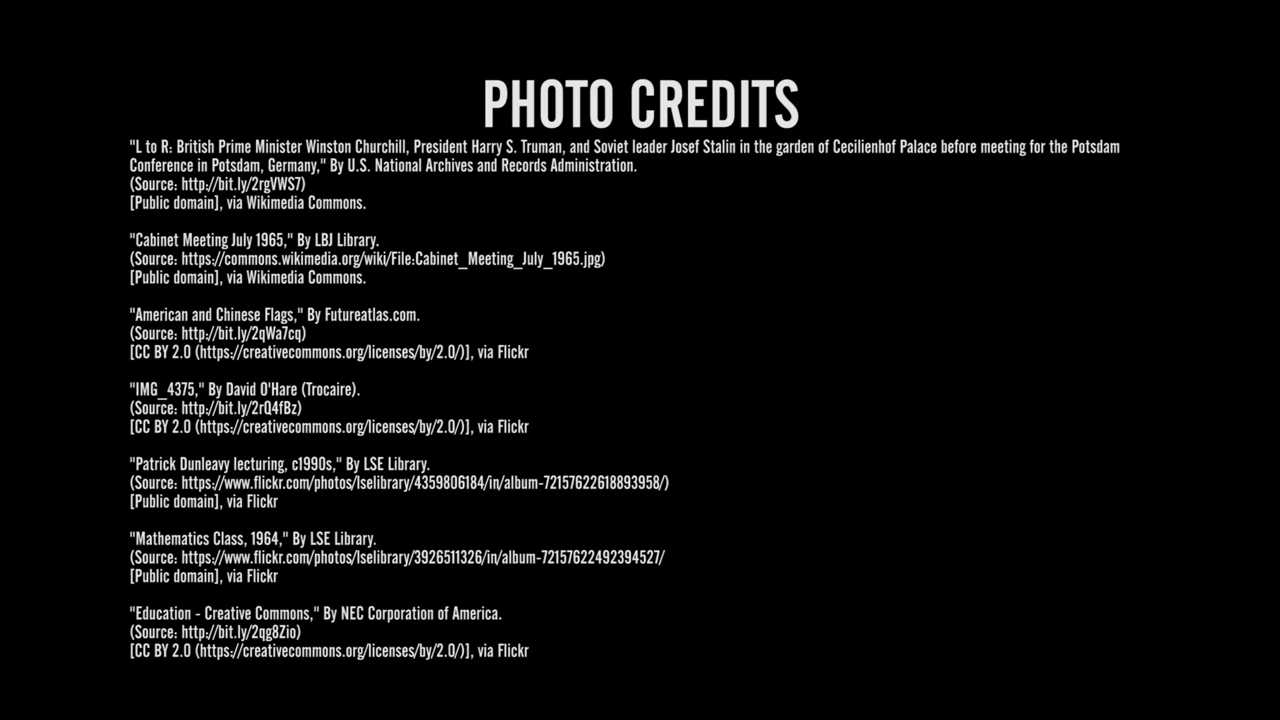 PHOTO CREDITS
"L to R: British Prime Minister Winston Churchill, President Harry S. Truman, and Soviet leader Josef Stalin in the garden of Cecilienhof Palace before meeting for the Potsdam
Conference in Potsdam, Germany," By U.S. National Archives and Records Administration.
(Source: http://bit.ly/2rgVWS7)
[Public domain], via Wikimedia Commons.
"Cabinet Meeting July 1965," By LBJ Library.
(Source: https://commons.wikimedia.org/wiki/File:Cabinet_Meeting_July_1965.jpg)
[Public domain], via Wikimedia Commons.
"American and Chinese Flags," By Futureatlas.com.
(Source: http://bit.ly/2qWa7cq)
[CC BY 2.0 (https://creativecommons.org/licenses/by/2.0/)], via Flickr
"IMG_4375," By David O'Hare (Trocaire).
(Source: http://bit.ly/2rQ4fBz)
[CC BY 2.0 (https://creativecommons.org/licenses/by/2.0/)], via Flickr
"Patrick Dunleavy lecturing, c1990s," By LSE Library.
(Source: https://www.flickr.com/photos/lselibrary/4359806184/in/album-72157622618893958/)
[Public domain], via Flickr
"Mathematics Class, 1964," By LSE Library.
(Source: https://www.flickr.com/photos/lselibrary/3926511326/in/album-72157622492394527/
[Public domain], via Flickr
"Education - Creative Commons," By NEC Corporation of America.
(Source: http://bit.ly/2qg8Zio)
[CC BY 2.0 (https://creativecommons.org/licenses/by/2.0/)], via Flickr